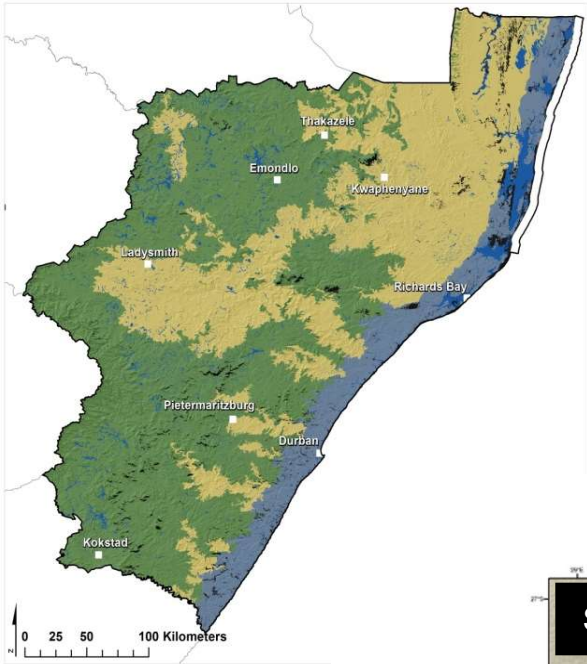 Thakazele
Emondlo
Kwaphenyane
Ladysmith
Richards Bay
Pietermaritzburg
Durban
Kokstad
N
0 25 50 100 Kilometers
S